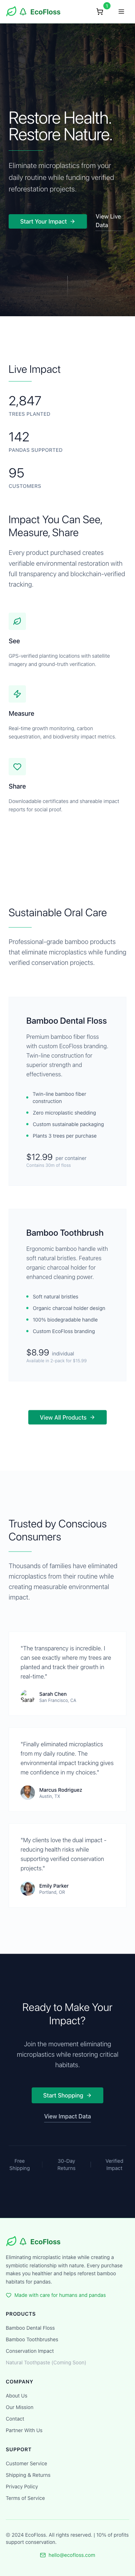 EcoFloss
Restore Health.
Restore Nature.
Eliminate microplastics from your
daily routine while funding verified
reforestation projects.
Start Your Impact →
View Live
Data
Live Impact
2,847
TREES PLANTED
142
PANDAS SUPPORTED
95
CUSTOMERS
Impact You Can See,
Measure, Share
Every product purchased creates
verifiable environmental restoration with
full transparency and blockchain-verified
tracking.
See
GPS-verified planting locations with satellite
imagery and ground-truth verification.
Measure
Real-time growth monitoring, carbon
sequestration, and biodiversity impact metrics.
Share
Downloadable certificates and shareable impact
reports for social proof.
Sustainable Oral Care
Professional-grade bamboo products
that eliminate microplastics while funding
verified conservation projects.
Bamboo Dental Floss
Premium bamboo fiber floss
with custom EcoFloss branding.
Twin-line construction for
superior strength and
effectiveness.
Twin-line bamboo fiber
construction
Zero microplastic shedding
Custom sustainable packaging
Plants 3 trees per purchase
$12.99 per container
Contains 50m of floss
Bamboo Toothbrush
Ergonomic bamboo handle with
soft natural bristles. Features
organic charcoal holder design
for enhanced cleaning power.
Soft natural bristles
Organic charcoal holder design
100% biodegradable handle
Custom EcoFloss branding
$8.99 individual
Available in 2-pack for $15.99
View All Products →
Trusted by Conscious
Consumers
Thousands of families have eliminated
microplastics from their routine while
creating measurable environmental
impact.
"The transparency is incredible. I
can see exactly where my trees are
planted and track their growth in
real-time."
Sarah Chen
San Francisco, CA
"Finally eliminated microplastics
from my daily routine. The
environmental impact tracking gives
me confidence in my choices."
Marcus Rodriguez
Austin, TX
"My clients love the dual impact -
reducing health risks while
supporting verified conservation
projects."
Emily Parker
Portland, OR
Ready to Make Your
Impact?
Join the movement eliminating
microplastics while restoring critical
habitats.
Start Shopping →
View Impact Data
Free
Shipping
30-Day
Returns
Verified
Impact
EcoFloss
Eliminating microplastic intake while creating a
symbiotic relationship with nature. Every purchase
makes you healthier and helps restore bamboo
habitats for pandas.
Made with care for humans and pandas
PRODUCTS
Bamboo Dental Floss
Bamboo Toothbrushes
Conservation Impact
Natural Toothpaste (Coming Soon)
COMPANY
About Us
Our Mission
Contact
Partner With Us
SUPPORT
Customer Service
Shipping & Returns
Privacy Policy
Terms of Service
© 2024 EcoFloss. All rights reserved. | 10% of profits
support conservation.
hello@ecofloss.com